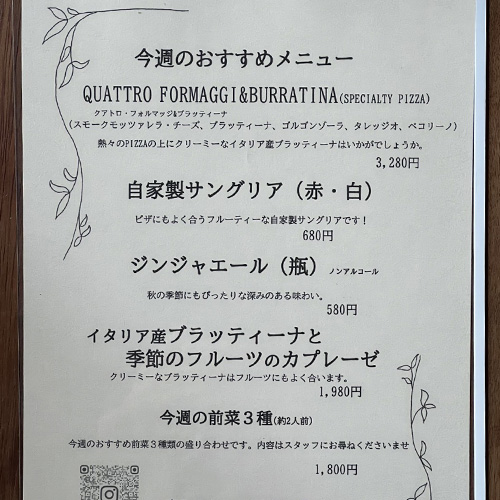 今週のおすすめメニュー
QUATTRO FORMAGGI&BURRATINA(SPECIALTY PIZZA)
クアトロ・フォルマッジ&ブラッティーナ
(スモークモッツァレラ・チーズ、ブラッティーナ、ゴルゴンゾーラ、タレッジオ、ペコリーノ)
熱々のPIZZAの上にクリーミーなイタリア産ブラッティーナはいかがでしょうか。
3,280円
自家製サングリア（赤・白）
ピザにもよく合うフルーティーな自家製サングリアです！
680円
ジンジャエール（瓶）ノンアルコール
秋の季節にもぴったりな深みのある味わい。
580円
イタリア産ブラッティーナと
季節のフルーツのカプレーゼ
クリーミーなブラッティーナはフルーツにもよく合います。
1,980円
今週の前菜３種(約2人前)
今週のおすすめ前菜３種類の盛り合わせです。内容はスタッフにお尋ねくださいませ
1,800円